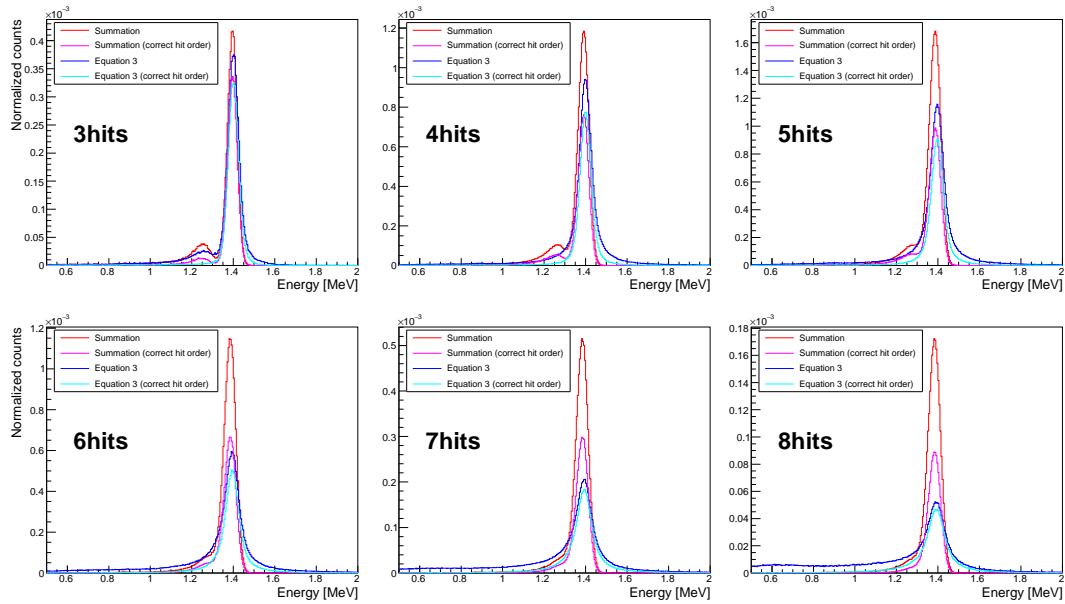 ×10⁻³ ×10⁻³ ×10⁻³
Normalized counts
0.4
0.35
0.3
0.25
0.2
0.15
0.1
0.05
0
Summation
Summation (correct hit order)
Equation 3
Equation 3 (correct hit order)
3hits
0.6 0.8 1 1.2 1.4 1.6 1.8 2
Energy [MeV]
1.2
1
0.8
0.6
0.4
0.2
0
Summation
Summation (correct hit order)
Equation 3
Equation 3 (correct hit order)
4hits
0.6 0.8 1 1.2 1.4 1.6 1.8 2
Energy [MeV]
1.6
1.4
1.2
1
0.8
0.6
0.4
0.2
0
Summation
Summation (correct hit order)
Equation 3
Equation 3 (correct hit order)
5hits
0.6 0.8 1 1.2 1.4 1.6 1.8 2
Energy [MeV]
×10⁻³ ×10⁻³ ×10⁻³
Normalized counts
1.2
1
0.8
0.6
0.4
0.2
0
Summation
Summation (correct hit order)
Equation 3
Equation 3 (correct hit order)
6hits
0.6 0.8 1 1.2 1.4 1.6 1.8 2
Energy [MeV]
0.5
0.4
0.3
0.2
0.1
0
Summation
Summation (correct hit order)
Equation 3
Equation 3 (correct hit order)
7hits
0.6 0.8 1 1.2 1.4 1.6 1.8 2
Energy [MeV]
0.18
0.16
0.14
0.12
0.1
0.08
0.06
0.04
0.02
0
Summation
Summation (correct hit order)
Equation 3
Equation 3 (correct hit order)
8hits
0.6 0.8 1 1.2 1.4 1.6 1.8 2
Energy [MeV]